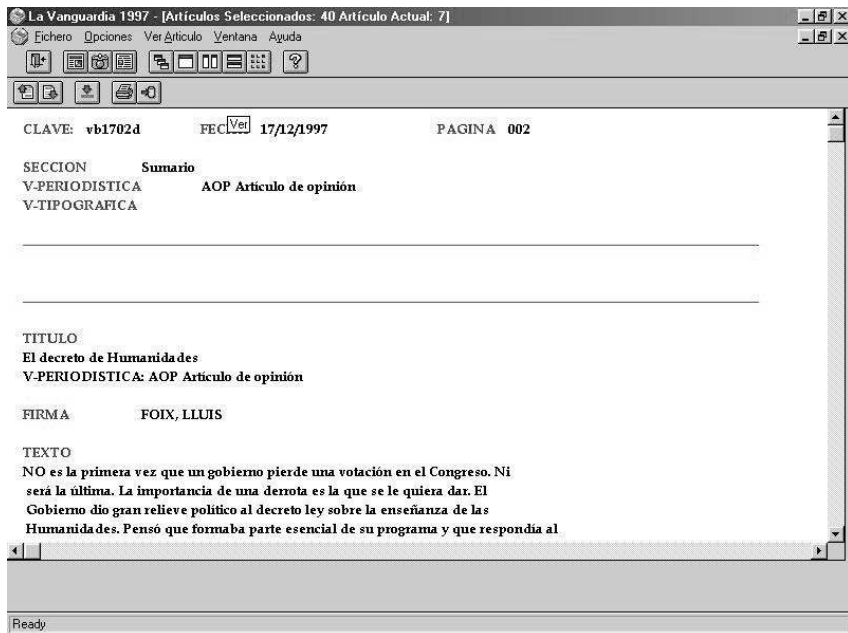 La Vanguardia 1997 - [Artículos Seleccionados: 40 Artículo Actual: 7]
Fichero Opciones Ver Artículo Ventana Ayuda
CLAVE: vb1702d FEC Ver 17/12/1997 PAGINA 002
SECCION Sumario
V-PERIODISTICA AOP Artículo de opinión
V-TIPOGRAFICA
TITULO
El decreto de Humanidades
V-PERIODISTICA: AOP Artículo de opinión
FIRMA FOIX, LLUIS
TEXTO
NO es la primera vez que un gobierno pierde una votación en el Congreso. Ni
será la última. La importancia de una derrota es la que se le quiera dar. El
Gobierno dio gran relieve político al decreto ley sobre la enseñanza de las
Humanidades. Pensó que formaba parte esencial de su programa y que respondía al
Ready